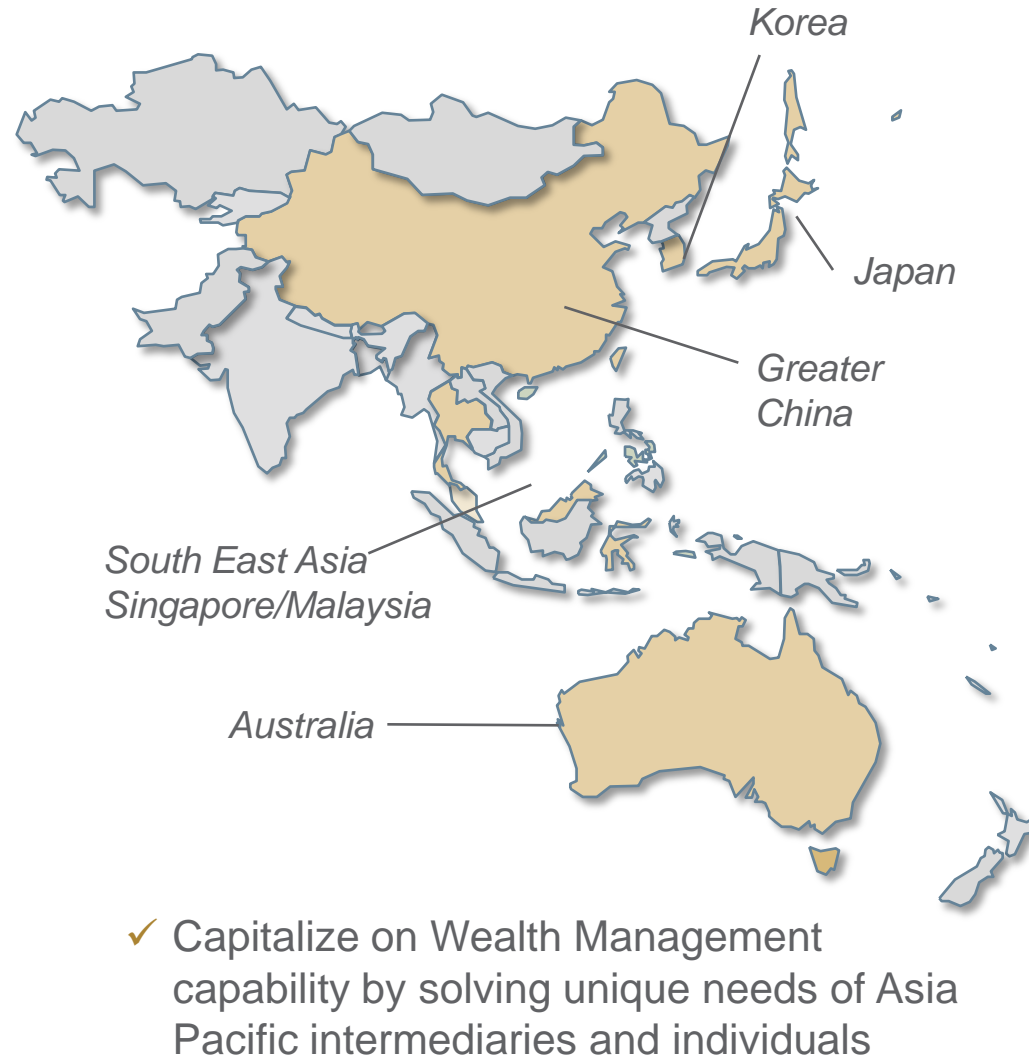 Korea
Japan
Greater
China
South East Asia
Singapore/Malaysia
Australia
✓ Capitalize on Wealth Management
capability by solving unique needs of Asia
Pacific intermediaries and individuals